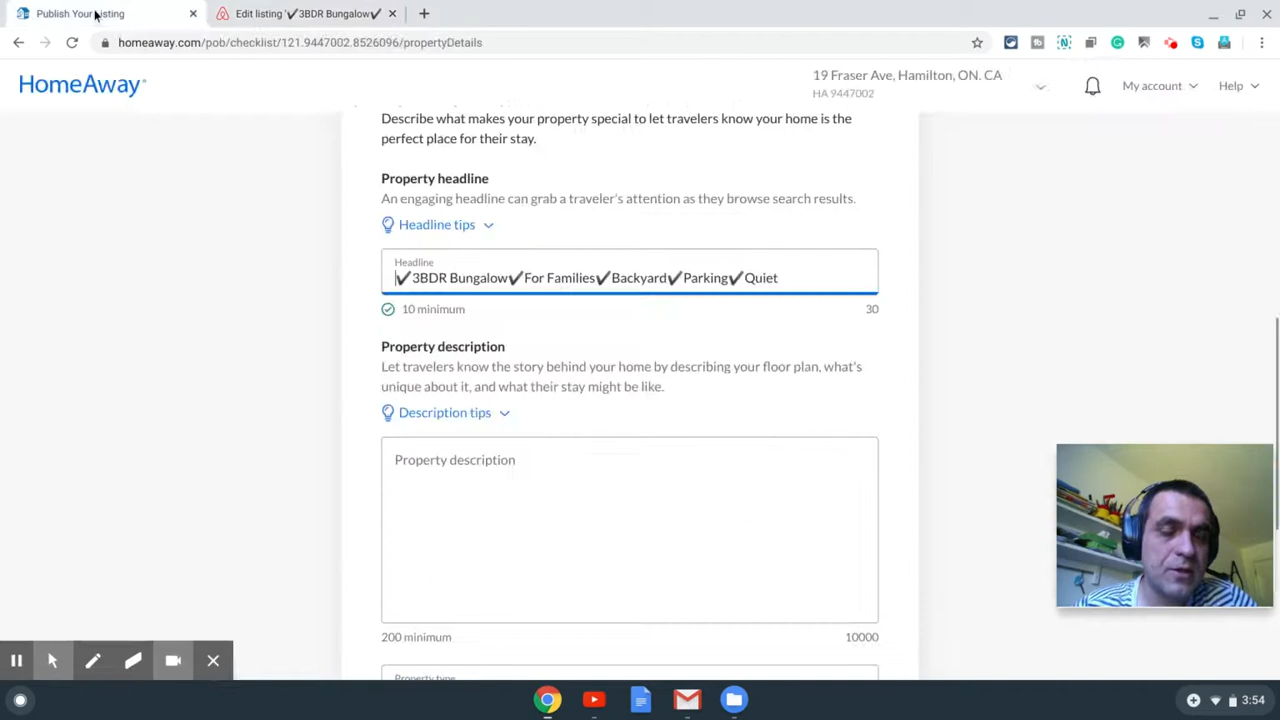 Publish Your Listing
Edit listing '✔3BDR Bungalow✔
homeaway.com/pob/checklist/121.9447002.8526096/propertyDetails
HomeAway
19 Fraser Ave, Hamilton, ON. CA
HA 9447002
My account
Help
Describe what makes your property special to let travelers know your home is the
perfect place for their stay.
Property headline
An engaging headline can grab a traveler's attention as they browse search results.
Headline tips
Headline
✔3BDR Bungalow✔For Families✔Backyard✔Parking✔Quiet
10 minimum
30
Property description
Let travelers know the story behind your home by describing your floor plan, what's
unique about it, and what their stay might be like.
Description tips
Property description
200 minimum
10000
Property type
3:54